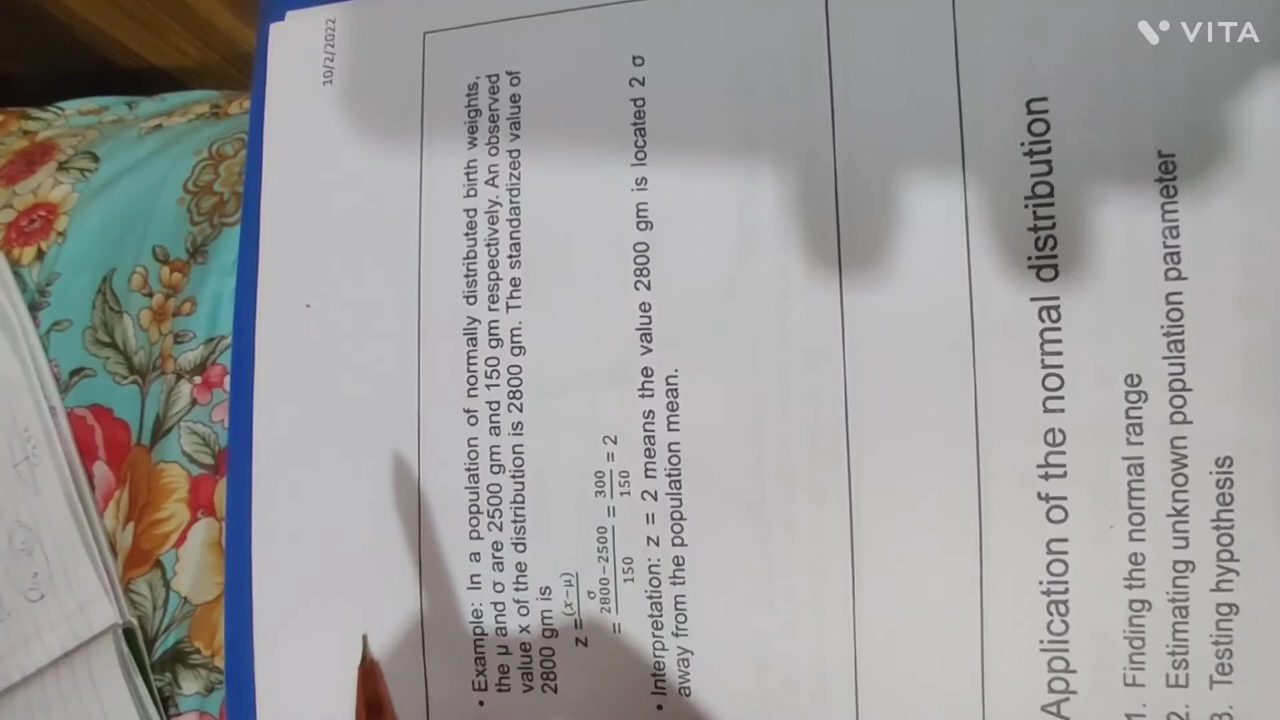 VITA
10/2/2022
• Example: In a population of normally distributed birth weights,
the μ and σ are 2500 gm and 150 gm respectively. An observed
value x of the distribution is 2800 gm. The standardized value of
2800 gm is
z = (x−μ)/σ
= 2800−2500/150 = 300/150 = 2
• Interpretation: z = 2 means the value 2800 gm is located 2 σ
away from the population mean.
Application of the normal distribution
1. Finding the normal range
2. Estimating unknown population parameter
3. Testing hypothesis